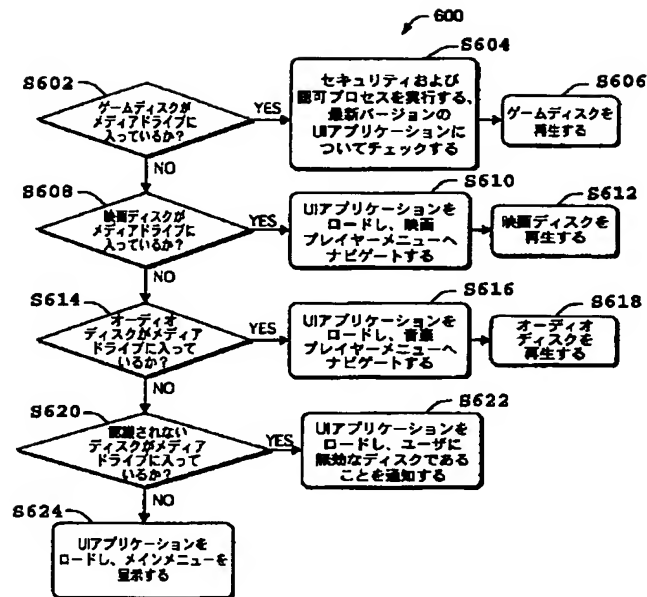 600
S602
ゲームディスクが
メディアドライブに
入っているか?
YES
NO
S604
セキュリティおよび
認可プロセスを実行する、
最新バージョンの
UIアプリケーションに
ついてチェックする
S606
ゲームディスクを
再生する
S608
映画ディスクが
メディアドライブに
入っているか?
YES
NO
S610
UIアプリケーションを
ロードし、映画
プレイヤーメニューへ
ナビゲートする
S612
映画ディスクを
再生する
S614
オーディオ
ディスクがメディア
ドライブに入って
いるか?
YES
NO
S616
UIアプリケーションを
ロードし、音楽
プレイヤーメニューへ
ナビゲートする
S618
オーディオ
ディスクを
再生する
S620
認識されない
ディスクがメディア
ドライブに入って
いるか?
YES
NO
S622
UIアプリケーションを
ロードし、ユーザに
無効なディスクである
ことを通知する
S624
UIアプリケーションを
ロードし、メインメニューを
呈示する